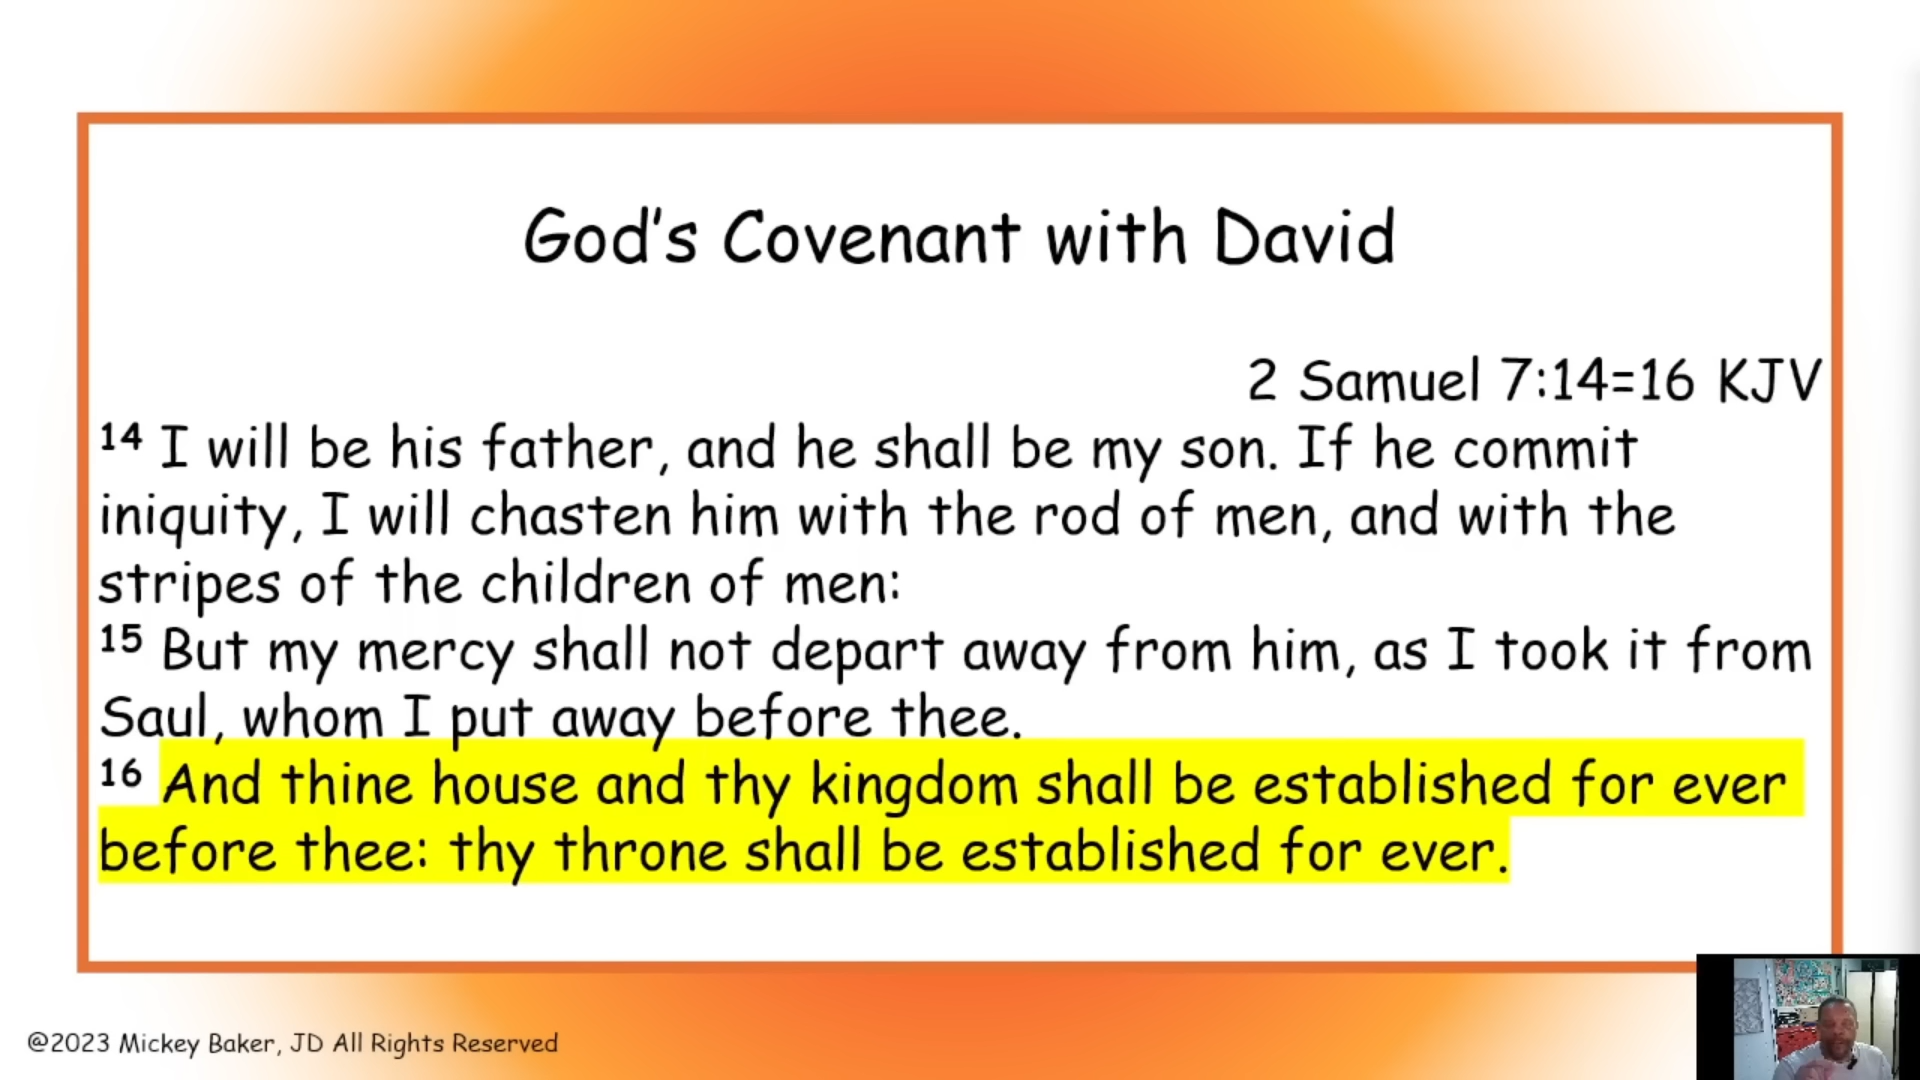 God's Covenant with David
2 Samuel 7:14=16 KJV
14 I will be his father, and he shall be my son. If he commit
iniquity, I will chasten him with the rod of men, and with the
stripes of the children of men:
15 But my mercy shall not depart away from him, as I took it from
Saul, whom I put away before thee.
16 And thine house and thy kingdom shall be established for ever
before thee: thy throne shall be established for ever.
@2023 Mickey Baker, JD All Rights Reserved